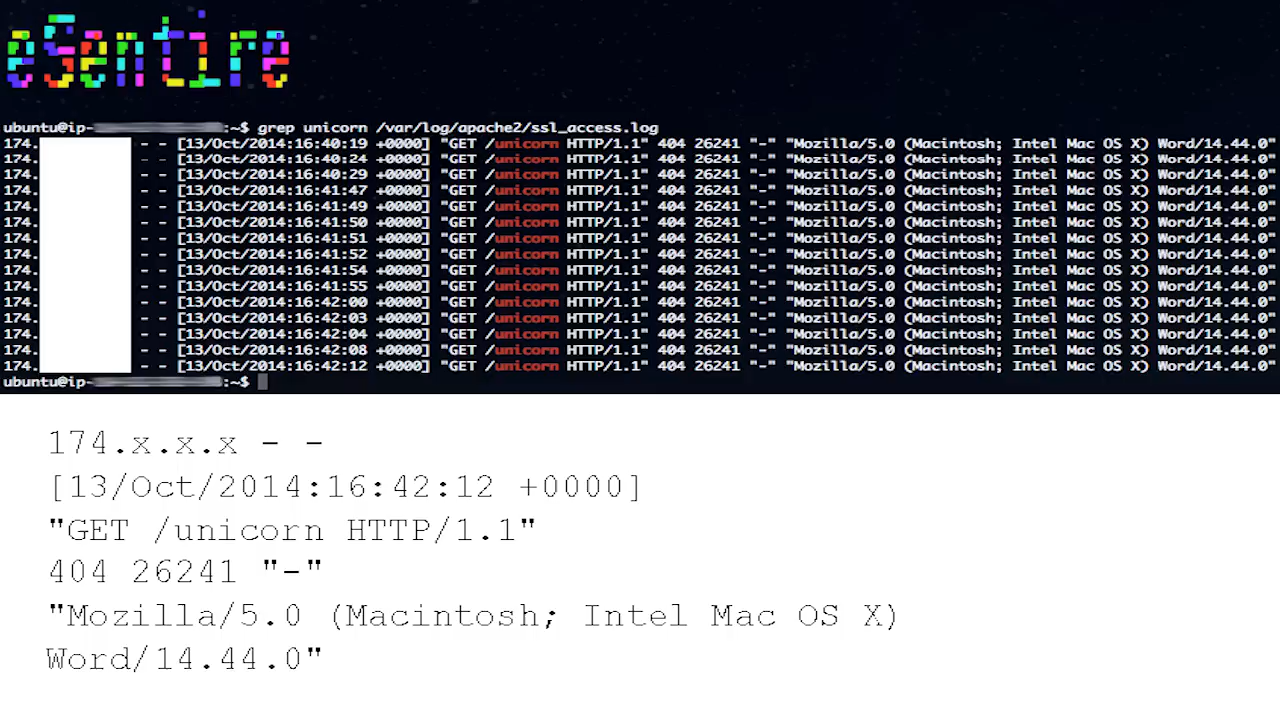 eSentire
ubuntu@ip- :~$ grep unicorn /var/log/apache2/ssl_access.log
174. - - [13/Oct/2014:16:40:19 +0000] "GET /unicorn HTTP/1.1" 404 26241 "-" "Mozilla/5.0 (Macintosh; Intel Mac OS X) Word/14.44.0"
174. - - [13/Oct/2014:16:40:24 +0000] "GET /unicorn HTTP/1.1" 404 26241 "-" "Mozilla/5.0 (Macintosh; Intel Mac OS X) Word/14.44.0"
174. - - [13/Oct/2014:16:40:29 +0000] "GET /unicorn HTTP/1.1" 404 26241 "-" "Mozilla/5.0 (Macintosh; Intel Mac OS X) Word/14.44.0"
174. - - [13/Oct/2014:16:41:47 +0000] "GET /unicorn HTTP/1.1" 404 26241 "-" "Mozilla/5.0 (Macintosh; Intel Mac OS X) Word/14.44.0"
174. - - [13/Oct/2014:16:41:49 +0000] "GET /unicorn HTTP/1.1" 404 26241 "-" "Mozilla/5.0 (Macintosh; Intel Mac OS X) Word/14.44.0"
174. - - [13/Oct/2014:16:41:50 +0000] "GET /unicorn HTTP/1.1" 404 26241 "-" "Mozilla/5.0 (Macintosh; Intel Mac OS X) Word/14.44.0"
174. - - [13/Oct/2014:16:41:51 +0000] "GET /unicorn HTTP/1.1" 404 26241 "-" "Mozilla/5.0 (Macintosh; Intel Mac OS X) Word/14.44.0"
174. - - [13/Oct/2014:16:41:52 +0000] "GET /unicorn HTTP/1.1" 404 26241 "-" "Mozilla/5.0 (Macintosh; Intel Mac OS X) Word/14.44.0"
174. - - [13/Oct/2014:16:41:54 +0000] "GET /unicorn HTTP/1.1" 404 26241 "-" "Mozilla/5.0 (Macintosh; Intel Mac OS X) Word/14.44.0"
174. - - [13/Oct/2014:16:41:55 +0000] "GET /unicorn HTTP/1.1" 404 26241 "-" "Mozilla/5.0 (Macintosh; Intel Mac OS X) Word/14.44.0"
174. - - [13/Oct/2014:16:42:00 +0000] "GET /unicorn HTTP/1.1" 404 26241 "-" "Mozilla/5.0 (Macintosh; Intel Mac OS X) Word/14.44.0"
174. - - [13/Oct/2014:16:42:03 +0000] "GET /unicorn HTTP/1.1" 404 26241 "-" "Mozilla/5.0 (Macintosh; Intel Mac OS X) Word/14.44.0"
174. - - [13/Oct/2014:16:42:04 +0000] "GET /unicorn HTTP/1.1" 404 26241 "-" "Mozilla/5.0 (Macintosh; Intel Mac OS X) Word/14.44.0"
174. - - [13/Oct/2014:16:42:08 +0000] "GET /unicorn HTTP/1.1" 404 26241 "-" "Mozilla/5.0 (Macintosh; Intel Mac OS X) Word/14.44.0"
174. - - [13/Oct/2014:16:42:12 +0000] "GET /unicorn HTTP/1.1" 404 26241 "-" "Mozilla/5.0 (Macintosh; Intel Mac OS X) Word/14.44.0"
ubuntu@ip- :~$
174.x.x.x - -
[13/Oct/2014:16:42:12 +0000]
"GET /unicorn HTTP/1.1"
404 26241 "-"
"Mozilla/5.0 (Macintosh; Intel Mac OS X)
Word/14.44.0"